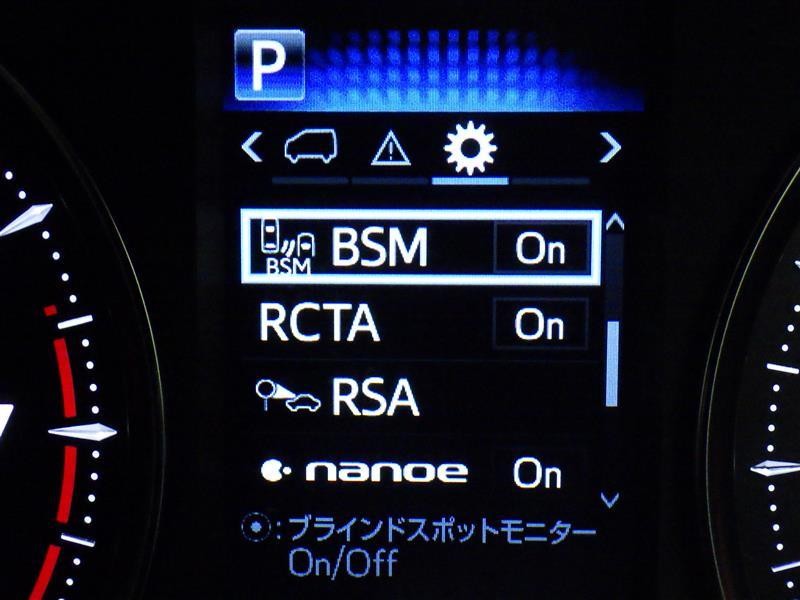 P
BSM BSM On
RCTA On
RSA
nanoe On
:ブラインドスポットモニター
On/Off